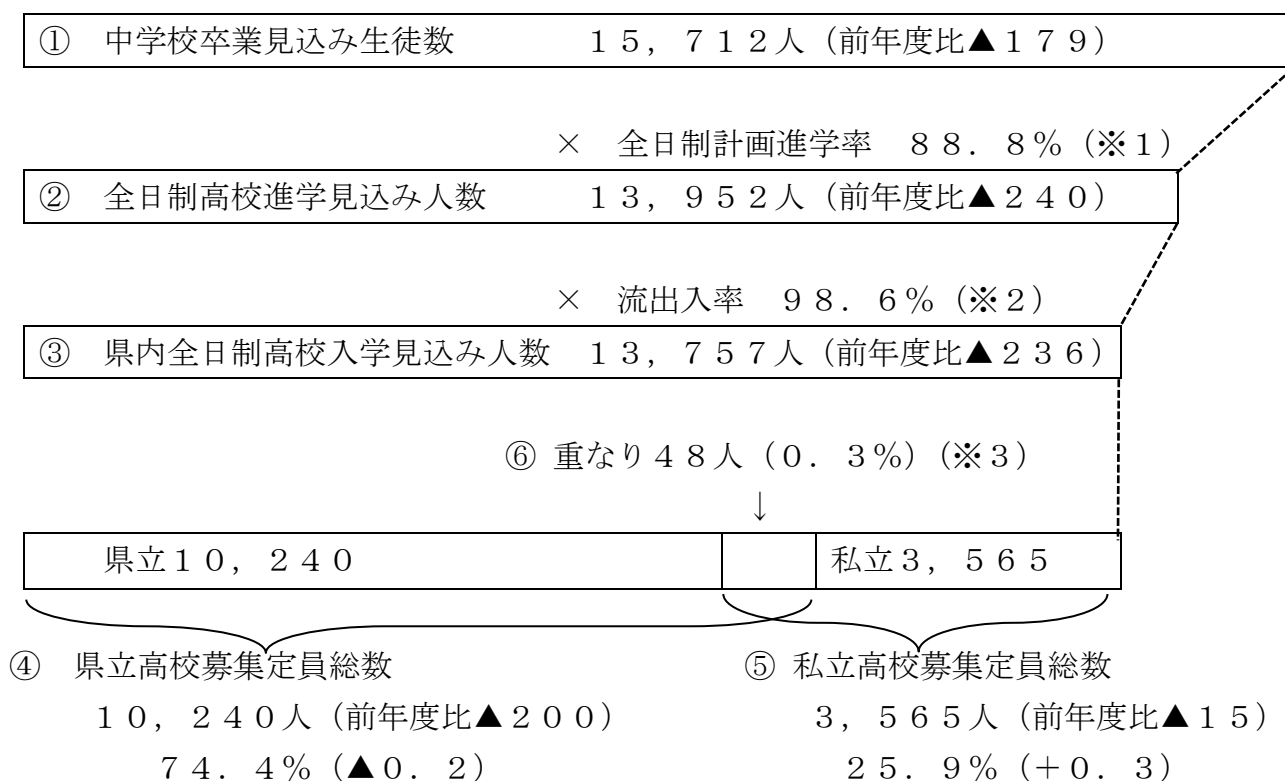 ① 中学校卒業見込み生徒数 １５，７１２人（前年度比▲１７９）
× 全日制計画進学率 ８８．８％（※１）
② 全日制高校進学見込み人数 １３，９５２人（前年度比▲２４０）
× 流出入率 ９８．６％（※２）
③ 県内全日制高校入学見込み人数 １３，７５７人（前年度比▲２３６）
⑥ 重なり４８人（０．３％）（※３）
↓
県立１０，２４０ 私立３，５６５
④ 県立高校募集定員総数 ⑤ 私立高校募集定員総数
１０，２４０人（前年度比▲２００） ３，５６５人（前年度比▲１５）
７４．４％（▲０．２） ２５．９％（＋０．３）